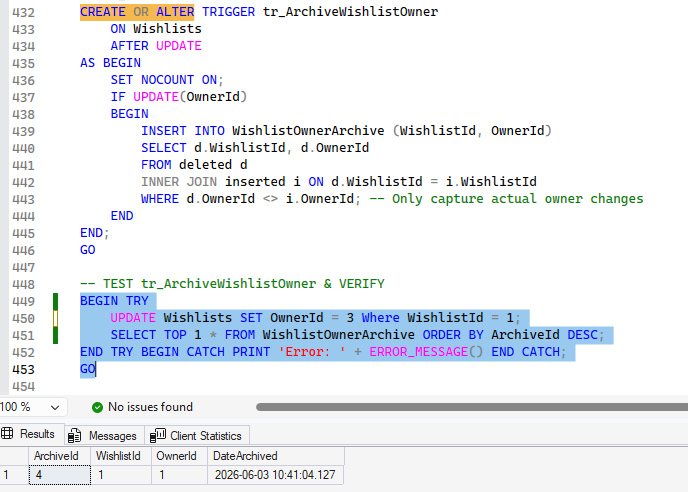 432 CREATE OR ALTER TRIGGER tr_ArchiveWishlistOwner
433 ON Wishlists
434 AFTER UPDATE
435 AS BEGIN
436 SET NOCOUNT ON;
437 IF UPDATE(OwnerId)
438 BEGIN
439 INSERT INTO WishlistOwnerArchive (WishlistId, OwnerId)
440 SELECT d.WishlistId, d.OwnerId
441 FROM deleted d
442 INNER JOIN inserted i ON d.WishlistId = i.WishlistId
443 WHERE d.OwnerId <> i.OwnerId; -- Only capture actual owner changes
444 END
445 END;
446 GO
447
448 -- TEST tr_ArchiveWishlistOwner & VERIFY
449 BEGIN TRY
450 UPDATE Wishlists SET OwnerId = 3 Where WishlistId = 1;
451 SELECT TOP 1 * FROM WishlistOwnerArchive ORDER BY ArchiveId DESC;
452 END TRY BEGIN CATCH PRINT 'Error: ' + ERROR_MESSAGE() END CATCH;
453 GO
454
100 % No issues found
Results Messages Client Statistics
ArchiveId WishlistId OwnerId DateArchived
1 4 1 1 2026-06-03 10:41:04.127